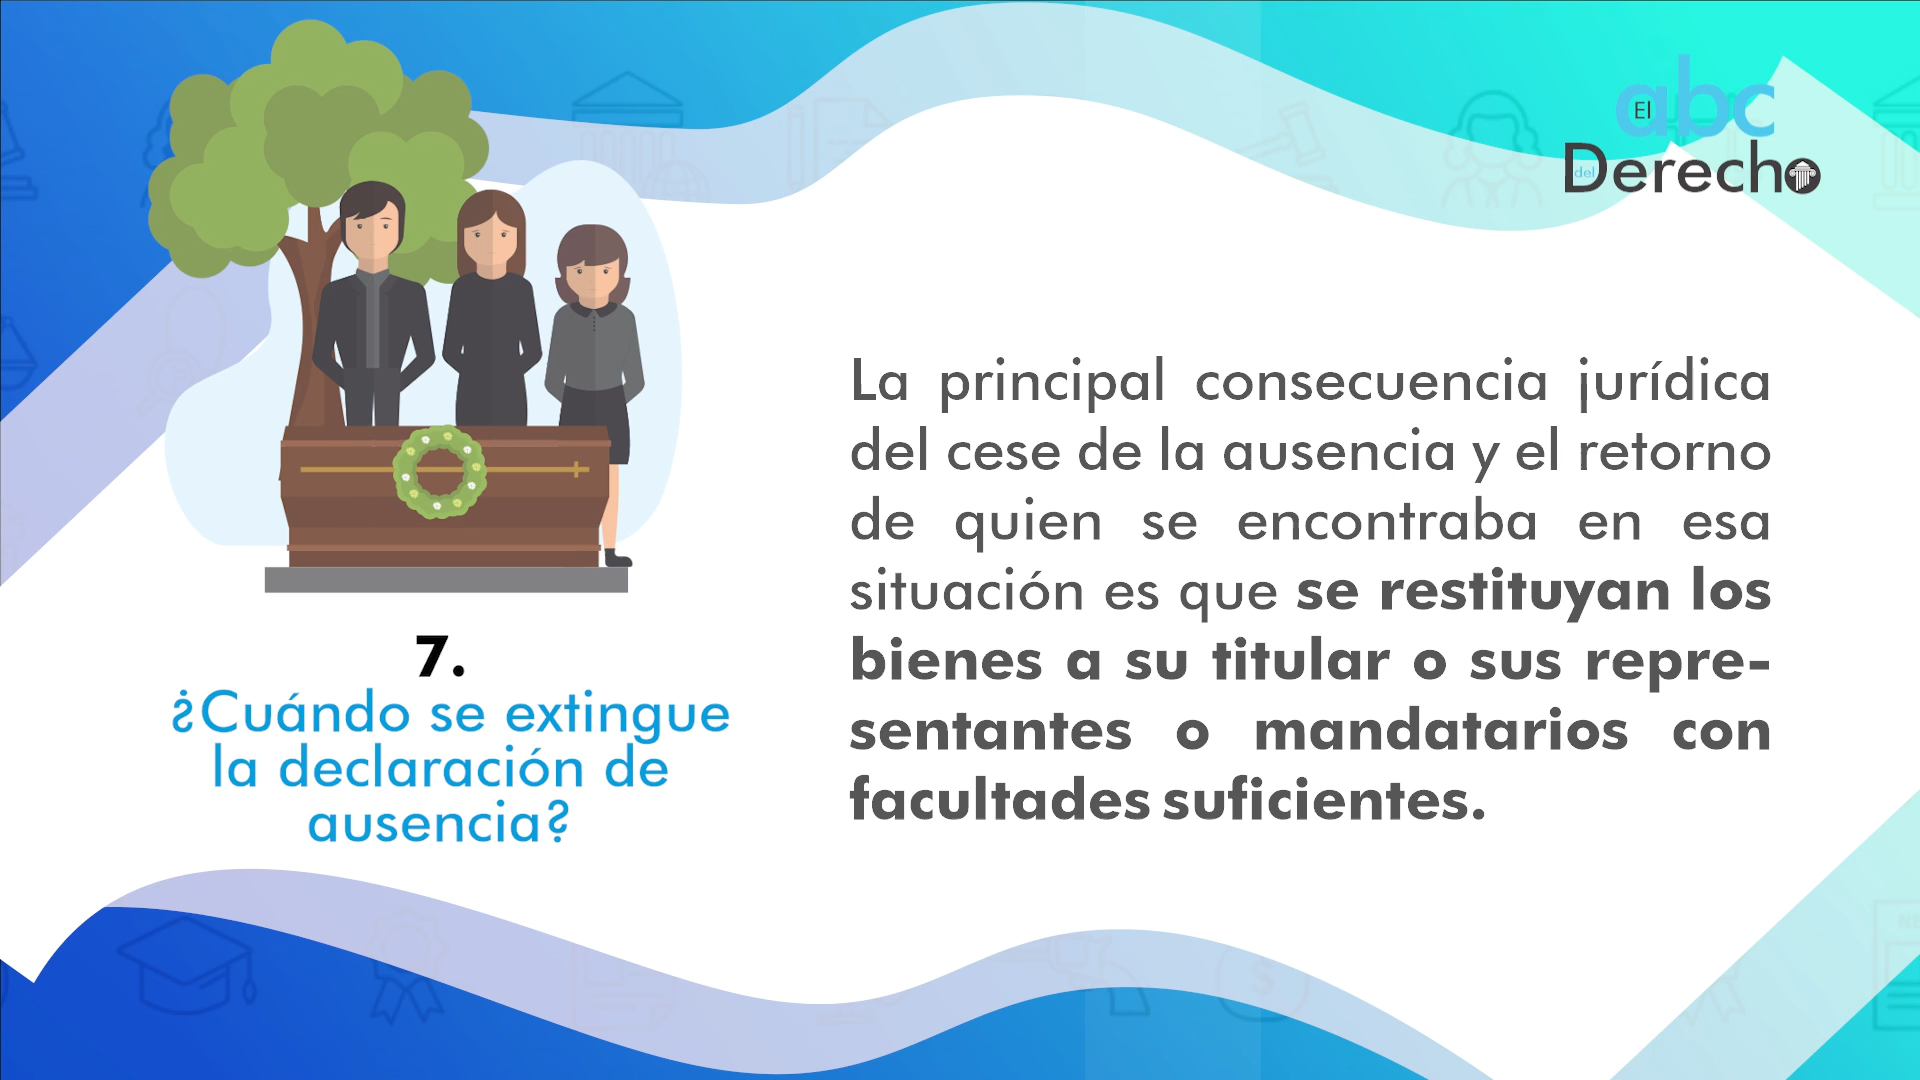 El abc
del Derecho
La principal consecuencia jurídica
del cese de la ausencia y el retorno
de quien se encontraba en esa
situación es que se restituyan los
bienes a su titular o sus repre-
sentantes o mandatarios con
facultades suficientes.
7.
¿Cuándo se extingue
la declaración de
ausencia?